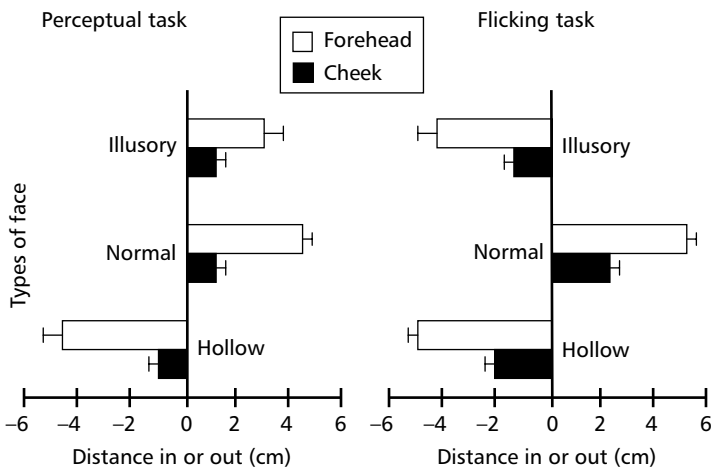 Perceptual task
Flicking task
Forehead
Cheek
Types of face
Illusory
Normal
Hollow
−6 −4 −2 0 2 4 6
Distance in or out (cm)
Illusory
Normal
Hollow
−6 −4 −2 0 2 4 6
Distance in or out (cm)